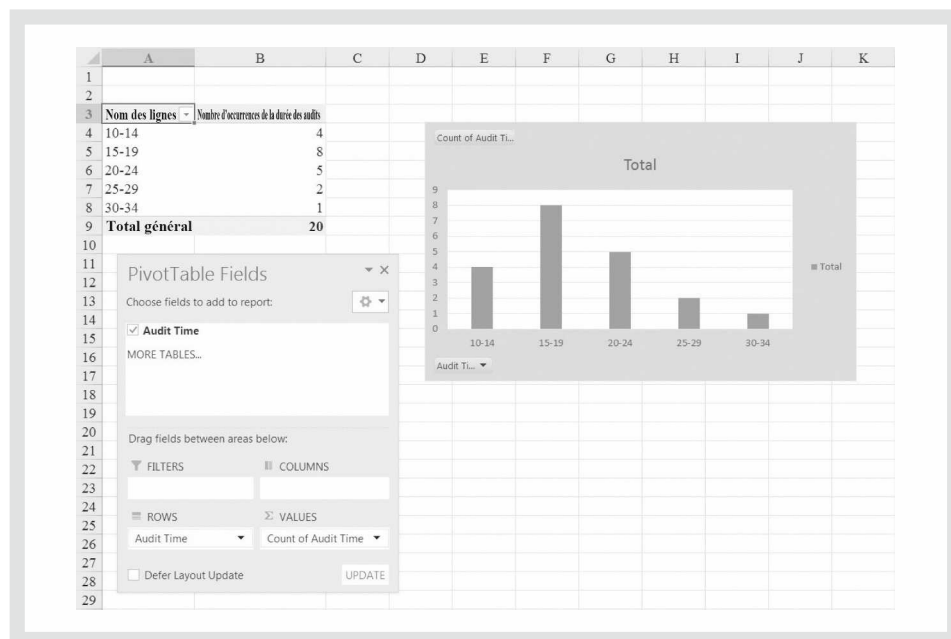 A B C D E F G H I J K
1
2
3 Nom des lignes Nombre d'occurrences de la durée des audits
4 10-14 4
5 15-19 8
6 20-24 5
7 25-29 2
8 30-34 1
9 Total général 20
10
11
12
13
14
15
16
17
18
19
20
21
22
23
24
25
26
27
28
29
PivotTable Fields
Choose fields to add to report:
Audit Time
MORE TABLES...
Drag fields between areas below:
FILTERS COLUMNS
ROWS Σ VALUES
Audit Time Count of Audit Time
Defer Layout Update UPDATE
Count of Audit Ti...
Total
9
8
7
6
5
4
3
2
1
0
10-14 15-19 20-24 25-29 30-34
Total
Audit Ti...